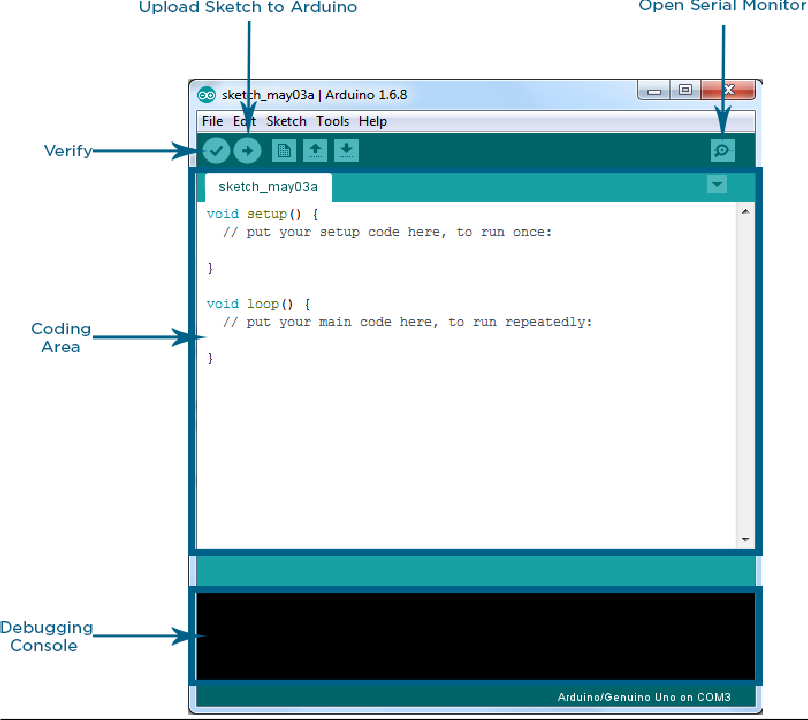 Upload Sketch to Arduino
Open Serial Monitor
sketch_may03a | Arduino 1.6.8
File Edit Sketch Tools Help
Verify
sketch_may03a
void setup() {
// put your setup code here, to run once:
}
void loop() {
// put your main code here, to run repeatedly:
}
Coding
Area
Debugging
Console
Arduino/Genuino Uno on COM3